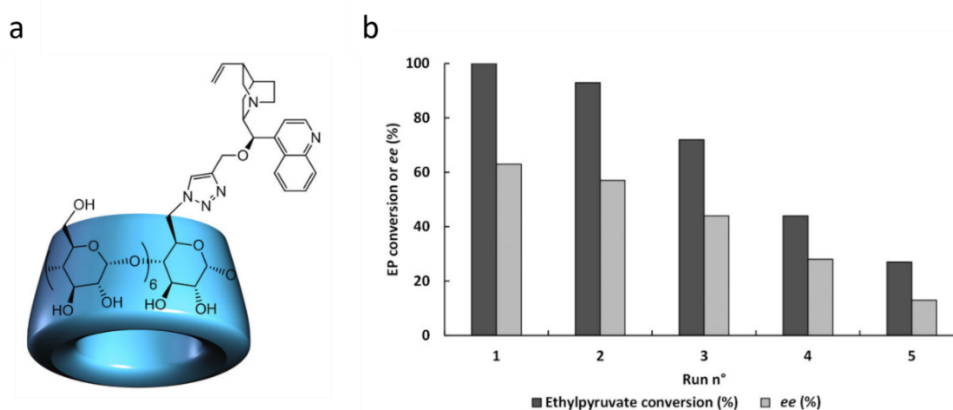 a
b
N
N
O
N
N
N
OH
O
O
O
O
6
OH
HO
HO
OH
100
80
60
40
20
0
EP conversion or ee (%)
1 2 3 4 5
Run n°
Ethylpyruvate conversion (%) ee (%)